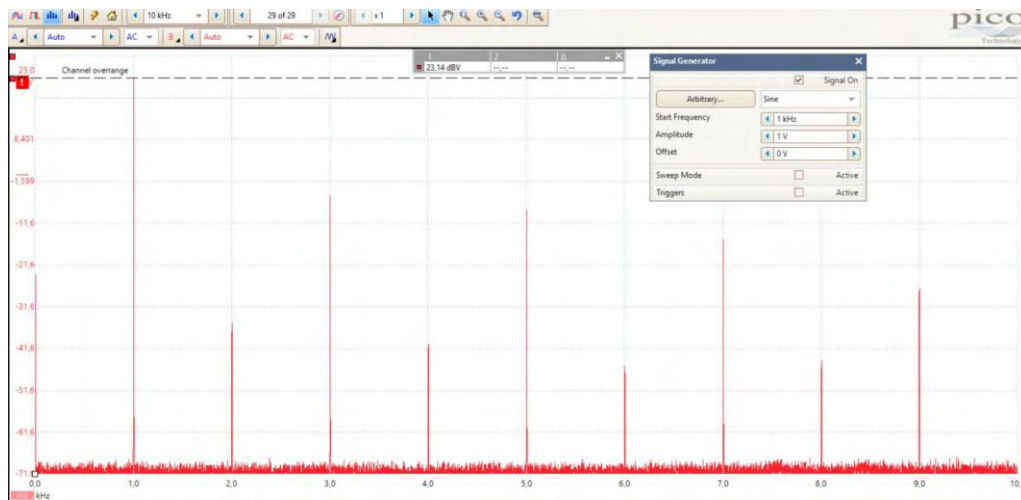 10 kHz 29 of 29 x1
pico
Technology
A Auto AC B Auto AC
1 2 Δ
23,14 dBV --,-- --,--
Channel overrange
25,0
8,401
-1,599
-11,6
-21,6
-31,6
-41,6
-51,6
-61,6
Signal Generator
Signal On
Arbitrary... Sine
Start Frequency 1 kHz
Amplitude 1 V
Offset 0 V
Sweep Mode Active
Triggers Active
0,0 1,0 2,0 3,0 4,0 5,0 6,0 7,0 8,0 9,0
kHz